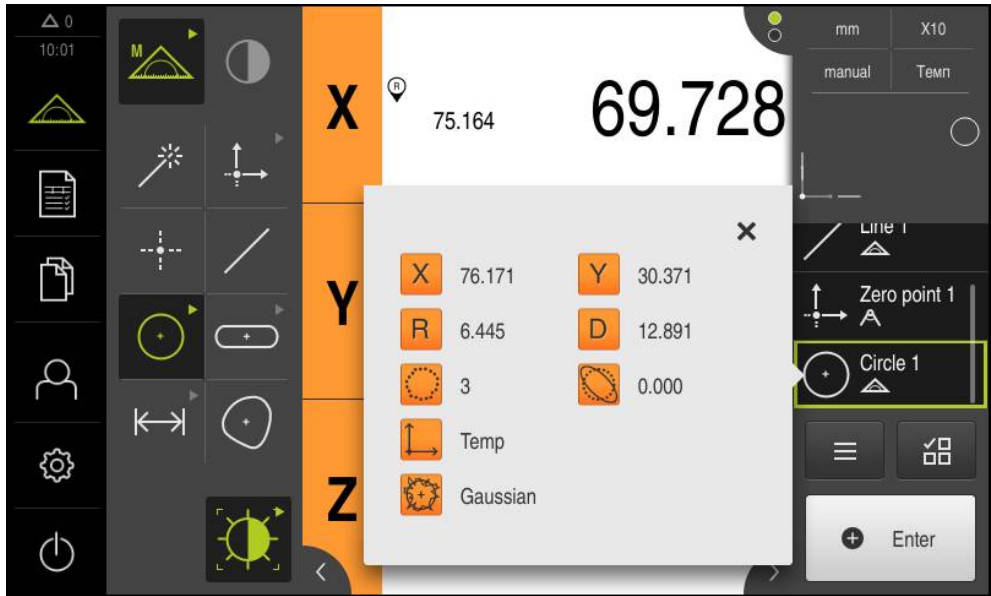 0
10:01
M
X
R
75.164
69.728
Y
Z
X 76.171 Y 30.371
R 6.445 D 12.891
3 0.000
Temp
Gaussian
mm X10
manual Темп
Line 1
Zero point 1
Circle 1
Enter